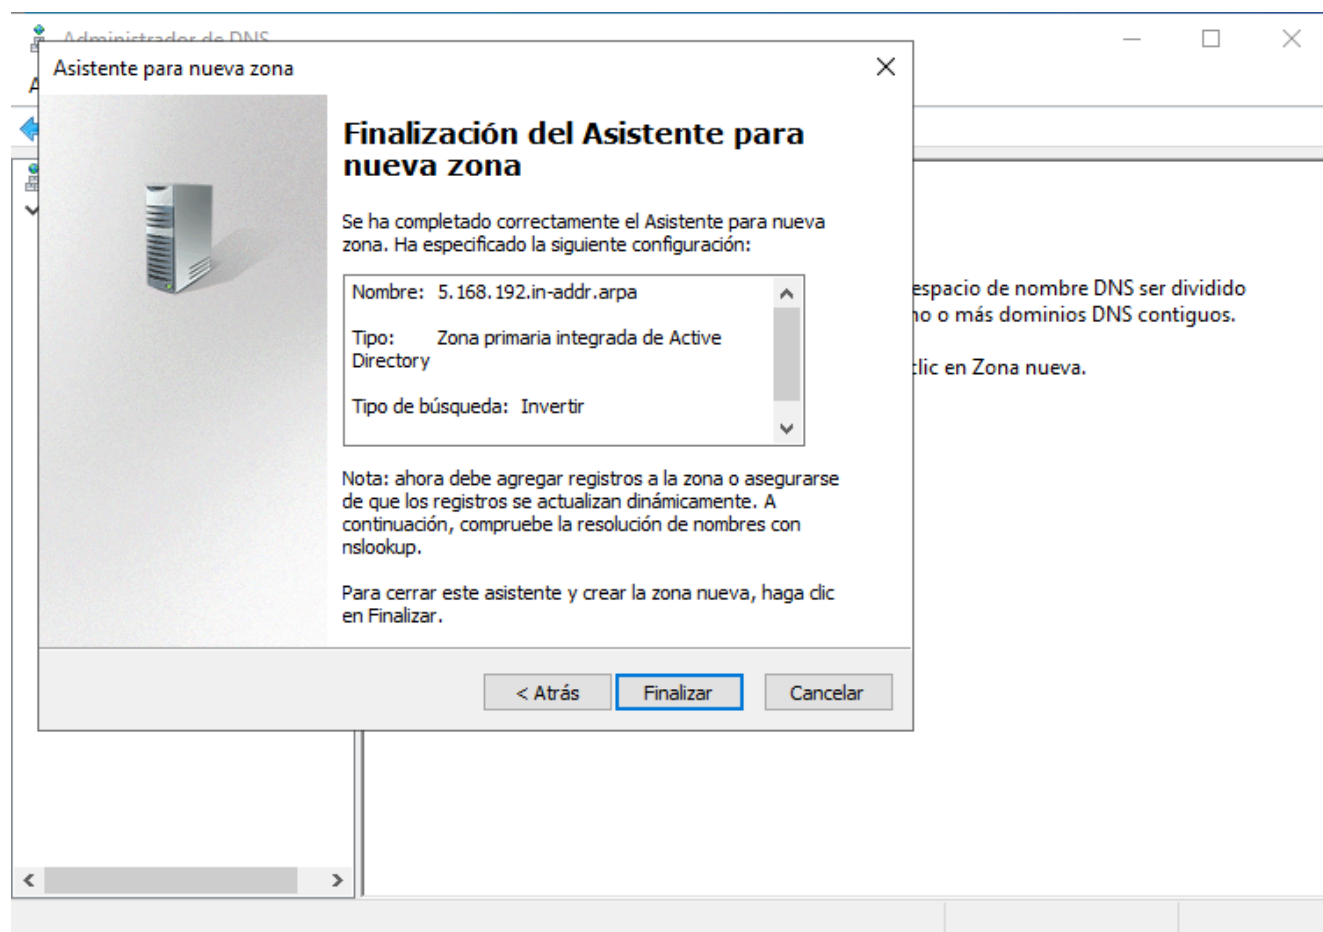 Administrador de DNS
Asistente para nueva zona
Finalización del Asistente para
nueva zona
Se ha completado correctamente el Asistente para nueva
zona. Ha especificado la siguiente configuración:
Nombre: 5.168.192.in-addr.arpa
Tipo: Zona primaria integrada de Active
Directory
Tipo de búsqueda: Invertir
Nota: ahora debe agregar registros a la zona o asegurarse
de que los registros se actualizan dinámicamente. A
continuación, compruebe la resolución de nombres con
nslookup.
Para cerrar este asistente y crear la zona nueva, haga clic
en Finalizar.
< Atrás
Finalizar
Cancelar
espacio de nombre DNS ser dividido
o más dominios DNS contiguos.
en Zona nueva.